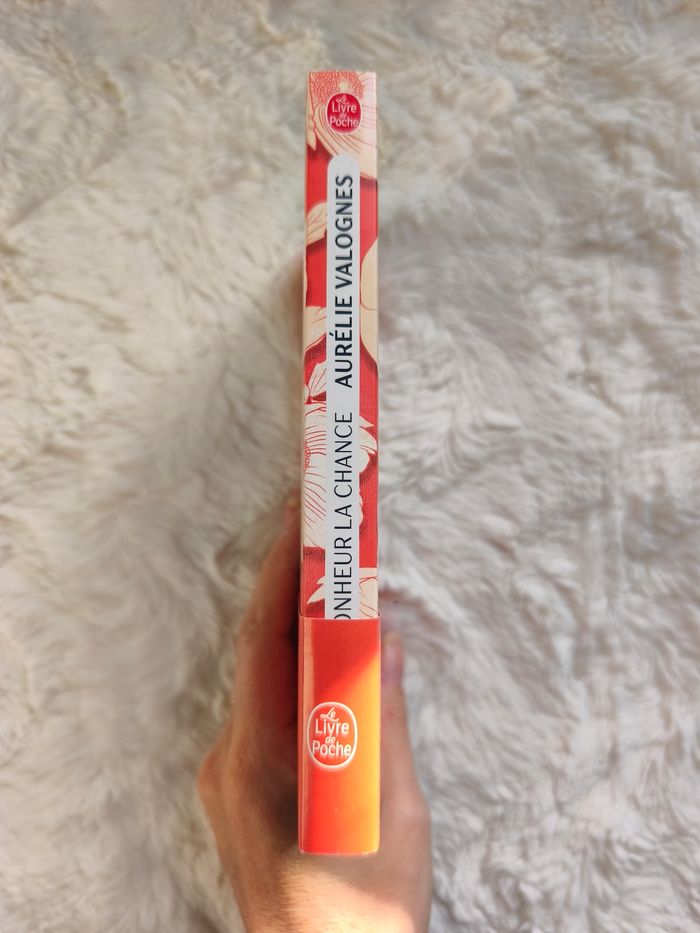 Le
Livre
de
Poche
ONHEUR LA CHANCE AURÉLIE VALOGNES
Le
Livre
de
Poche